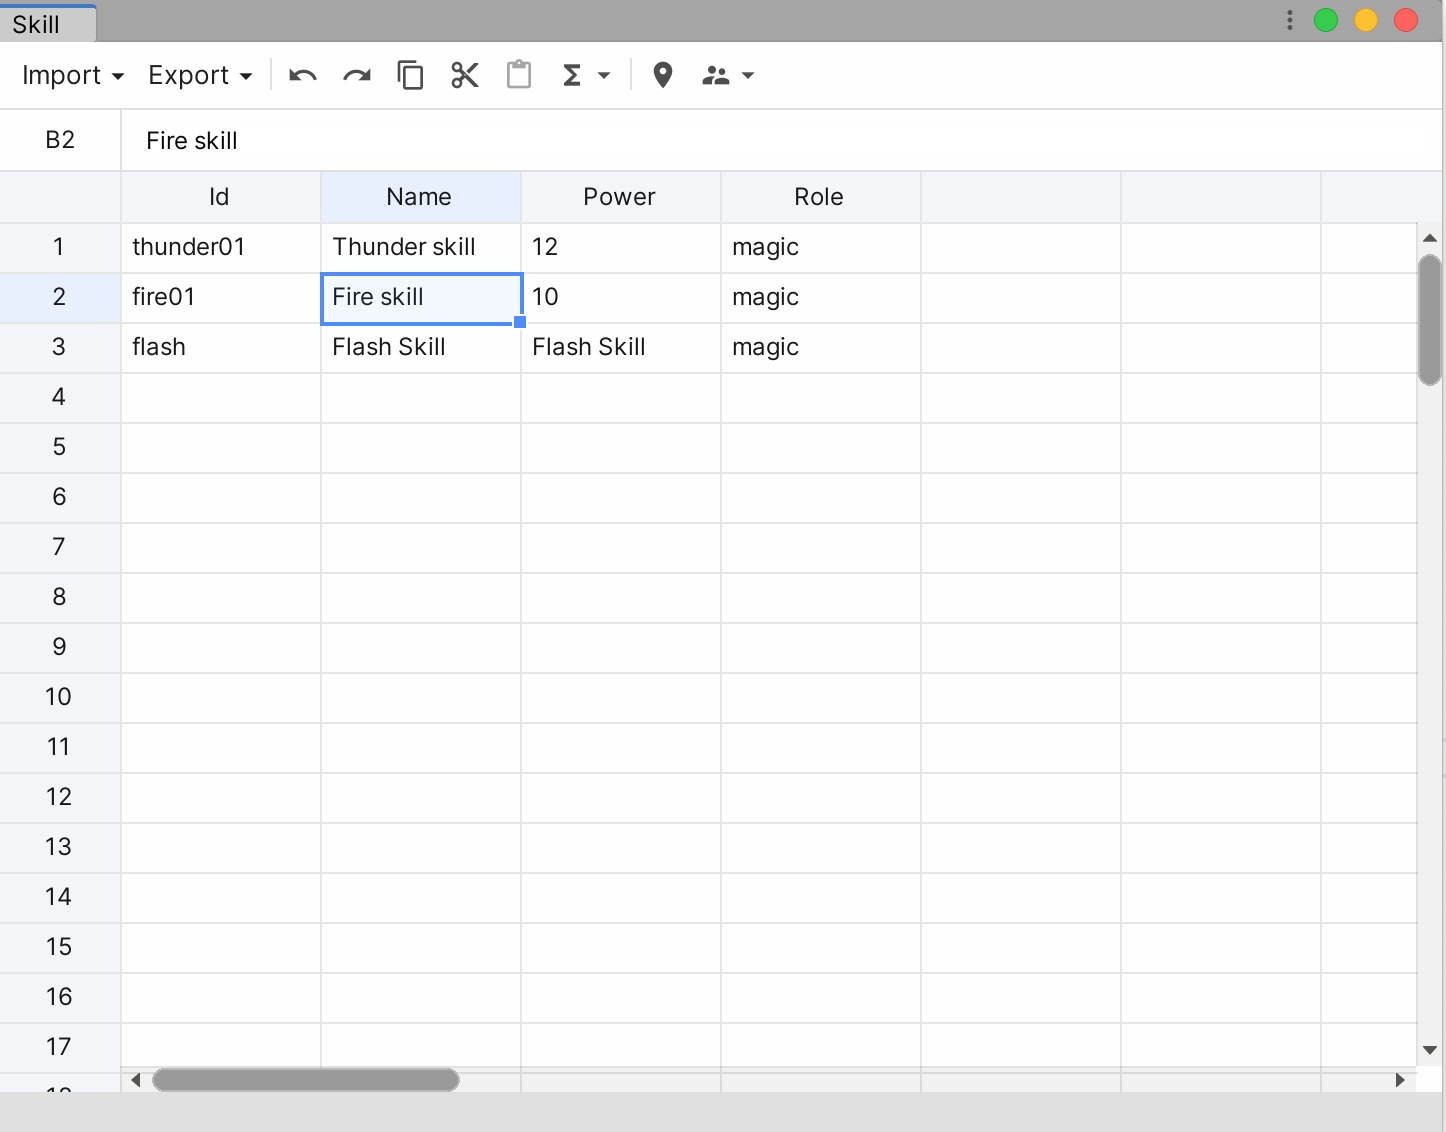 Skill
Import Export Σ
B2 Fire skill
Id Name Power Role
1 thunder01 Thunder skill 12 magic
2 fire01 Fire skill 10 magic
3 flash Flash Skill Flash Skill magic
4
5
6
7
8
9
10
11
12
13
14
15
16
17